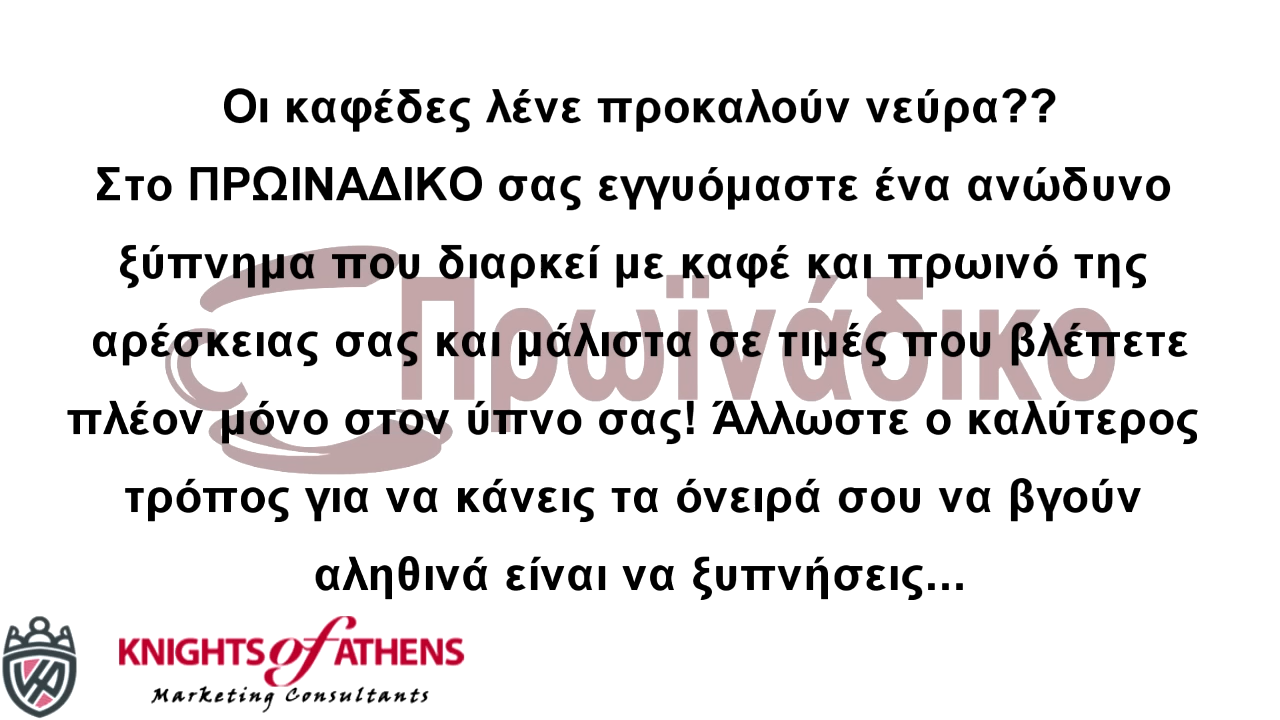 Οι καφέδες λένε προκαλούν νεύρα??
Στο ΠΡΩΙΝΑΔΙΚΟ σας εγγυόμαστε ένα ανώδυνο
ξύπνημα που διαρκεί με καφέ και πρωινό της
αρέσκειας σας και μάλιστα σε τιμές που βλέπετε
πλέον μόνο στον ύπνο σας! Άλλωστε ο καλύτερος
τρόπος για να κάνεις τα όνειρά σου να βγούν
αληθινά είναι να ξυπνήσεις...
Πρωϊνάδικο
KNIGHTS of ATHENS
Marketing Consultants